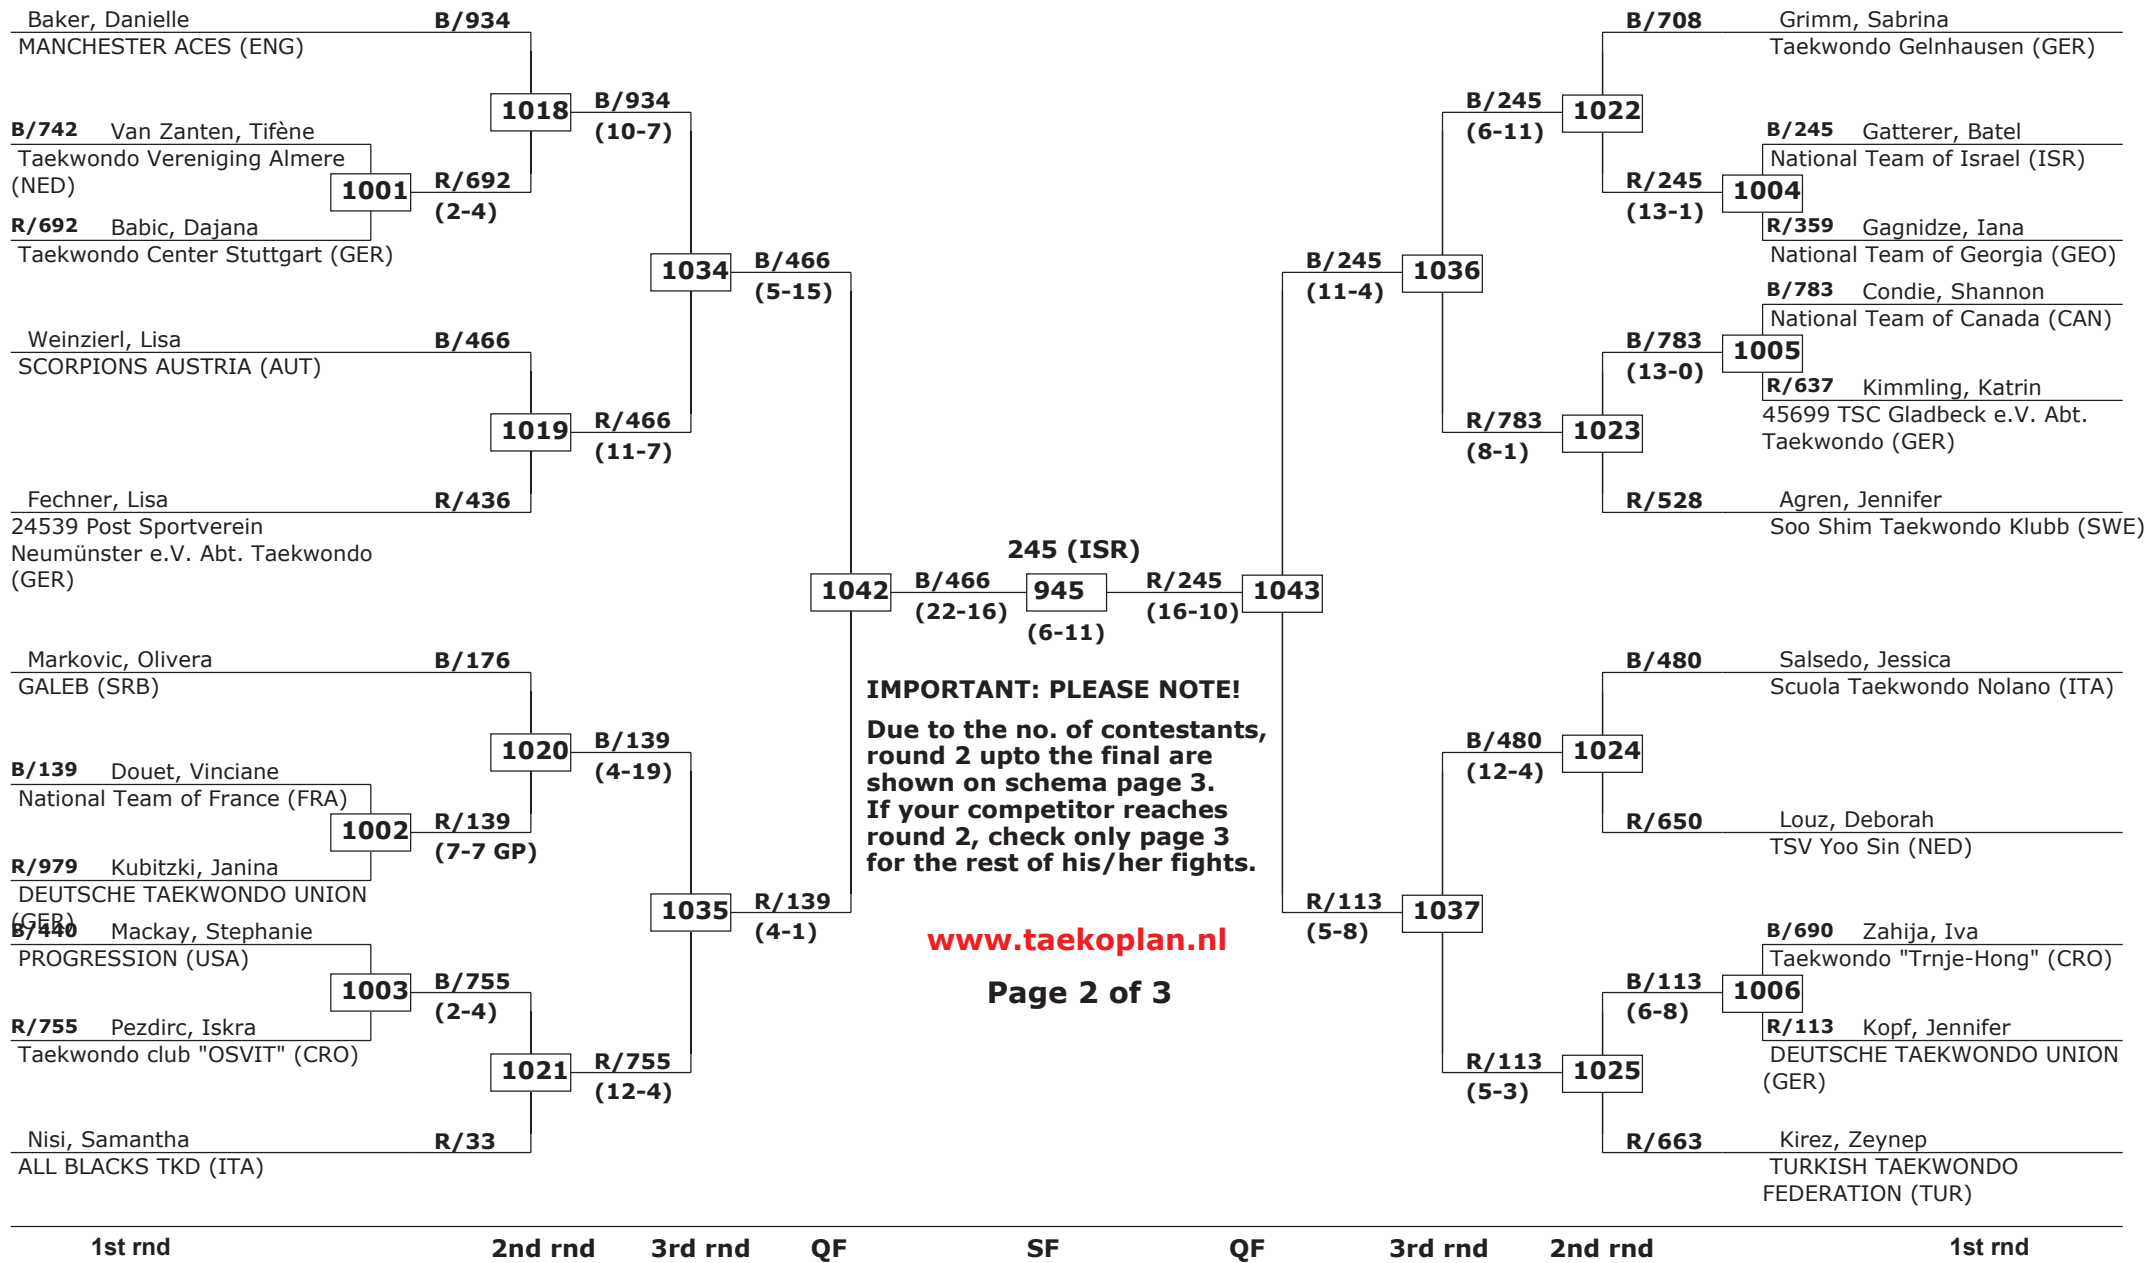 Baker, Danielle
B/934
MANCHESTER ACES (ENG)
1018
B/934
(10-7)
B/742 Van Zanten, Tifène
Taekwondo Vereniging Almere
(NED)
1001
R/692
(2-4)
R/692 Babic, Dajana
Taekwondo Center Stuttgart (GER)
1034
B/466
(5-15)
Weinzierl, Lisa
B/466
SCORPIONS AUSTRIA (AUT)
1019
R/466
(11-7)
Fechner, Lisa
R/436
24539 Post Sportverein
Neumünster e.V. Abt. Taekwondo
(GER)
1042
B/466
(22-16)
Markovic, Olivera
B/176
GALEB (SRB)
1020
B/139
(4-19)
B/139 Douet, Vinciane
National Team of France (FRA)
1002
R/139
(7-7 GP)
R/979 Kubitzki, Janina
DEUTSCHE TAEKWONDO UNION
(GER)
1035
R/139
(4-1)
B/440 Mackay, Stephanie
PROGRESSION (USA)
1003
B/755
(2-4)
R/755 Pezdirc, Iskra
Taekwondo club "OSVIT" (CRO)
1021
R/755
(12-4)
Nisi, Samantha
R/33
ALL BLACKS TKD (ITA)
245 (ISR)
945
(6-11)
IMPORTANT: PLEASE NOTE!
Due to the no. of contestants,
round 2 upto the final are
shown on schema page 3.
If your competitor reaches
round 2, check only page 3
for the rest of his/her fights.
www.taekoplan.nl
Page 2 of 3
B/708
Grimm, Sabrina
Taekwondo Gelnhausen (GER)
B/245
(6-11)
1022
B/245 Gatterer, Batel
National Team of Israel (ISR)
R/245
(13-1)
1004
R/359 Gagnidze, Iana
National Team of Georgia (GEO)
B/245
(11-4)
1036
B/783 Condie, Shannon
National Team of Canada (CAN)
B/783
(13-0)
1005
R/637 Kimmling, Katrin
45699 TSC Gladbeck e.V. Abt.
Taekwondo (GER)
R/783
(8-1)
1023
R/528
Agren, Jennifer
Soo Shim Taekwondo Klubb (SWE)
R/245
(16-10)
1043
B/480
Salsedo, Jessica
Scuola Taekwondo Nolano (ITA)
B/480
(12-4)
1024
R/650
Louz, Deborah
TSV Yoo Sin (NED)
R/113
(5-8)
1037
B/690 Zahija, Iva
Taekwondo "Trnje-Hong" (CRO)
B/113
(6-8)
1006
R/113 Kopf, Jennifer
DEUTSCHE TAEKWONDO UNION
(GER)
R/113
(5-3)
1025
R/663
Kirez, Zeynep
TURKISH TAEKWONDO
FEDERATION (TUR)
1st rnd 2nd rnd 3rd rnd QF SF QF 3rd rnd 2nd rnd 1st rnd